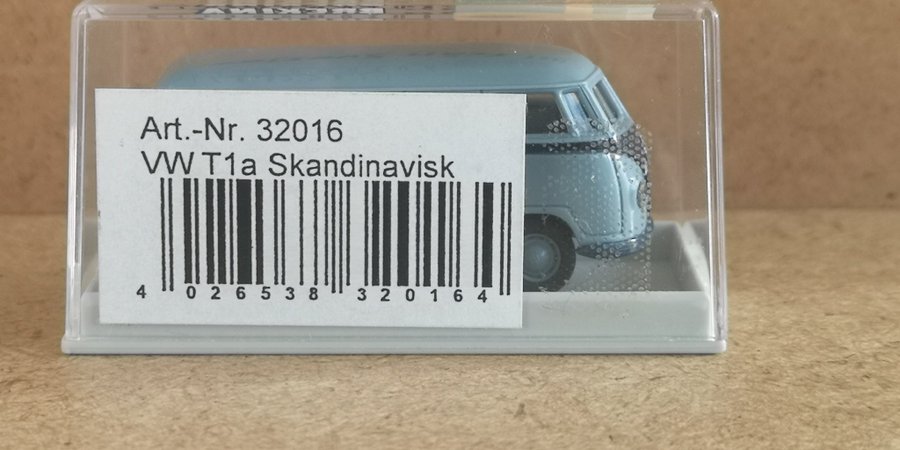 Art.-Nr. 32016
VW T1a Skandinavisk
4 026538 320164